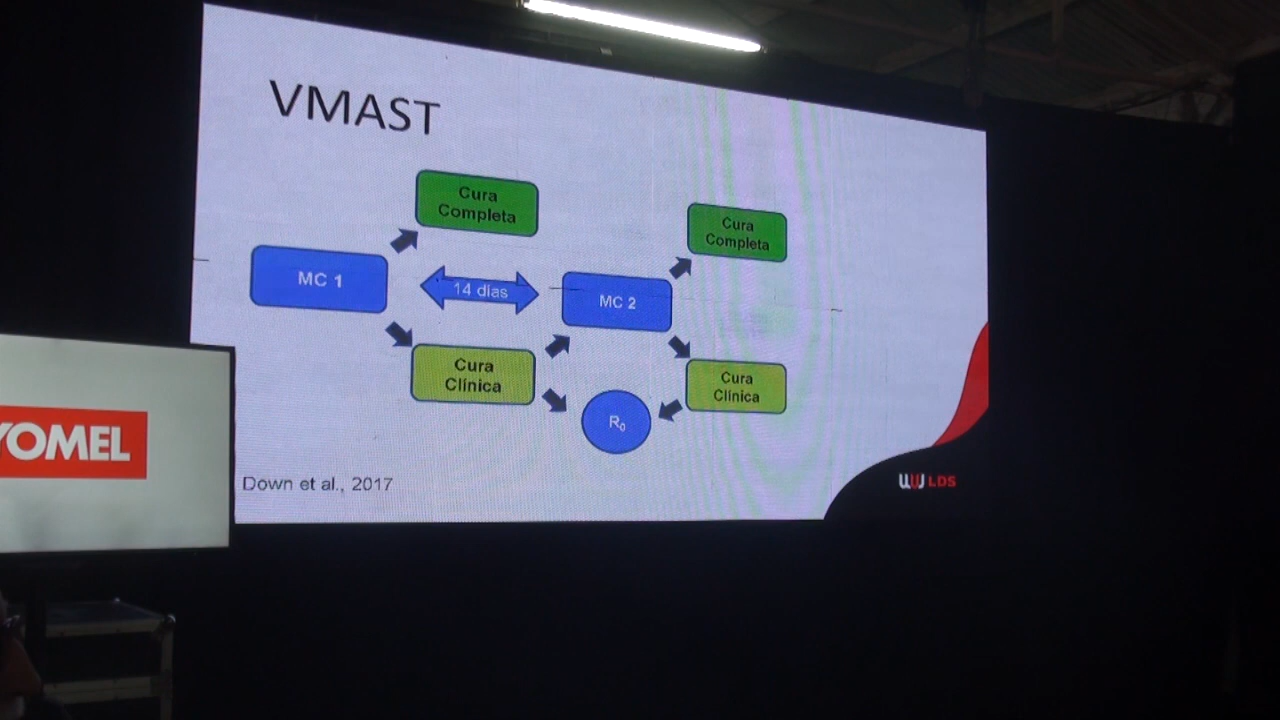 VMAST
Cura
Completa
Cura
Completa
MC 1
14 días
MC 2
Cura
Clínica
Cura
Clínica
R₀
Down et al., 2017
YOMEL
LDS